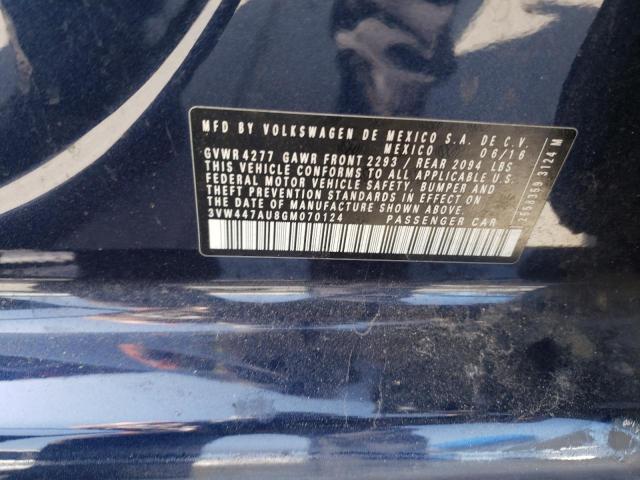 MFD BY VOLKSWAGEN DE MEXICO S.A. DE C.V.
MEXICO 06/16
GVWR 4277 GAWR FRONT 2293 / REAR 2094 LBS
THIS VEHICLE CONFORMS TO ALL APPLICABLE U.S.
FEDERAL MOTOR VEHICLE SAFETY, BUMPER AND
THEFT PREVENTION STANDARDS IN EFFECT ON
THE DATE OF MANUFACTURE SHOWN ABOVE.
3VW447AU8GM070124 PASSENGER CAR
3124 M